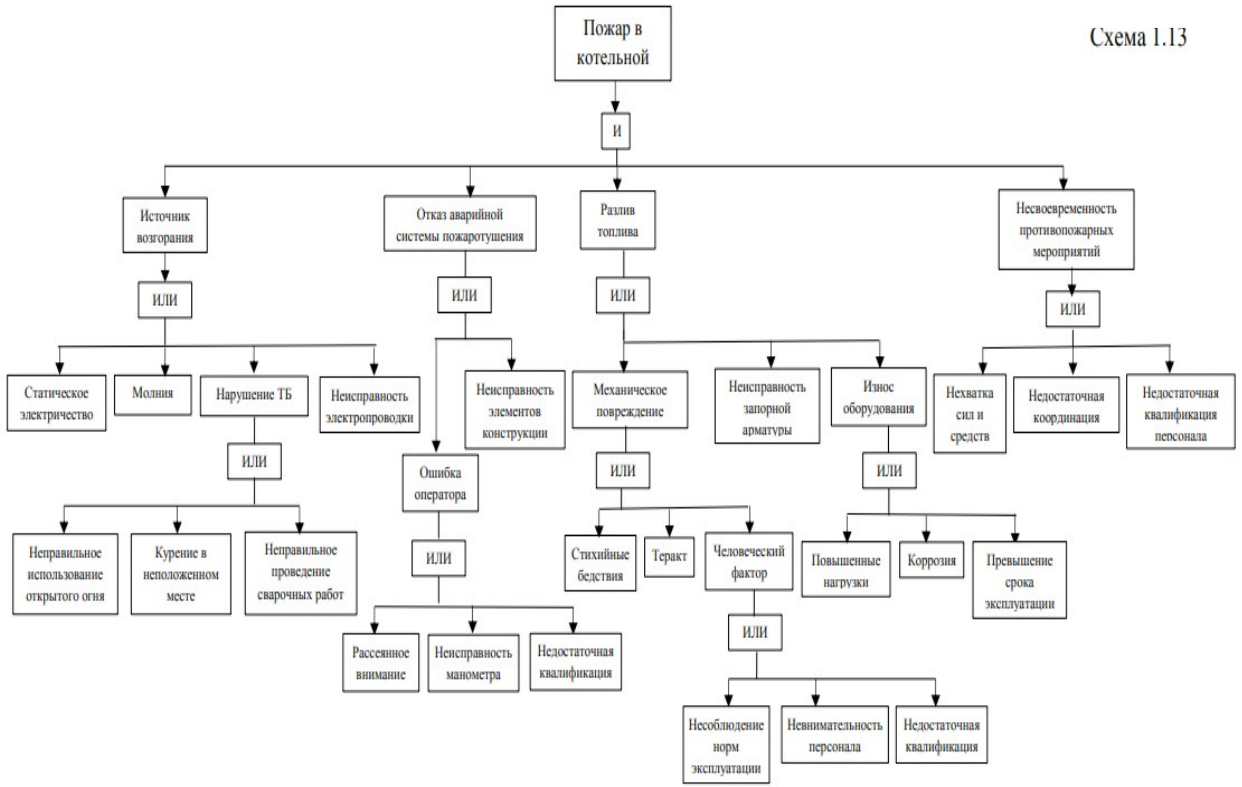 Пожар в
котельной
Схема 1.13
И
Источник
возгорания
Отказ аварийной
системы пожаротушения
Разлив
топлива
Несвоевременность
противопожарных
мероприятий
ИЛИ
ИЛИ
ИЛИ
ИЛИ
Статическое
электричество
Молния
Нарушение ТБ
Неисправность
электропроводки
Неисправность
элементов
конструкции
Механическое
повреждение
Неисправность
запорной
арматуры
Износ
оборудования
Нехватка
сил и
средств
Недостаточная
координация
Недостаточная
квалификация
персонала
ИЛИ
Ошибка
оператора
ИЛИ
ИЛИ
Неправильное
использование
открытого огня
Курение в
неположенном
месте
Неправильное
проведение
сварочных работ
ИЛИ
Стихийные
бедствия
Теракт
Человеческий
фактор
Повышенные
нагрузки
Коррозия
Превышение
срока
эксплуатации
Рассеянное
внимание
Неисправность
манометра
Недостаточная
квалификация
ИЛИ
Несоблюдение
норм
эксплуатации
Невнимательность
персонала
Недостаточная
квалификация